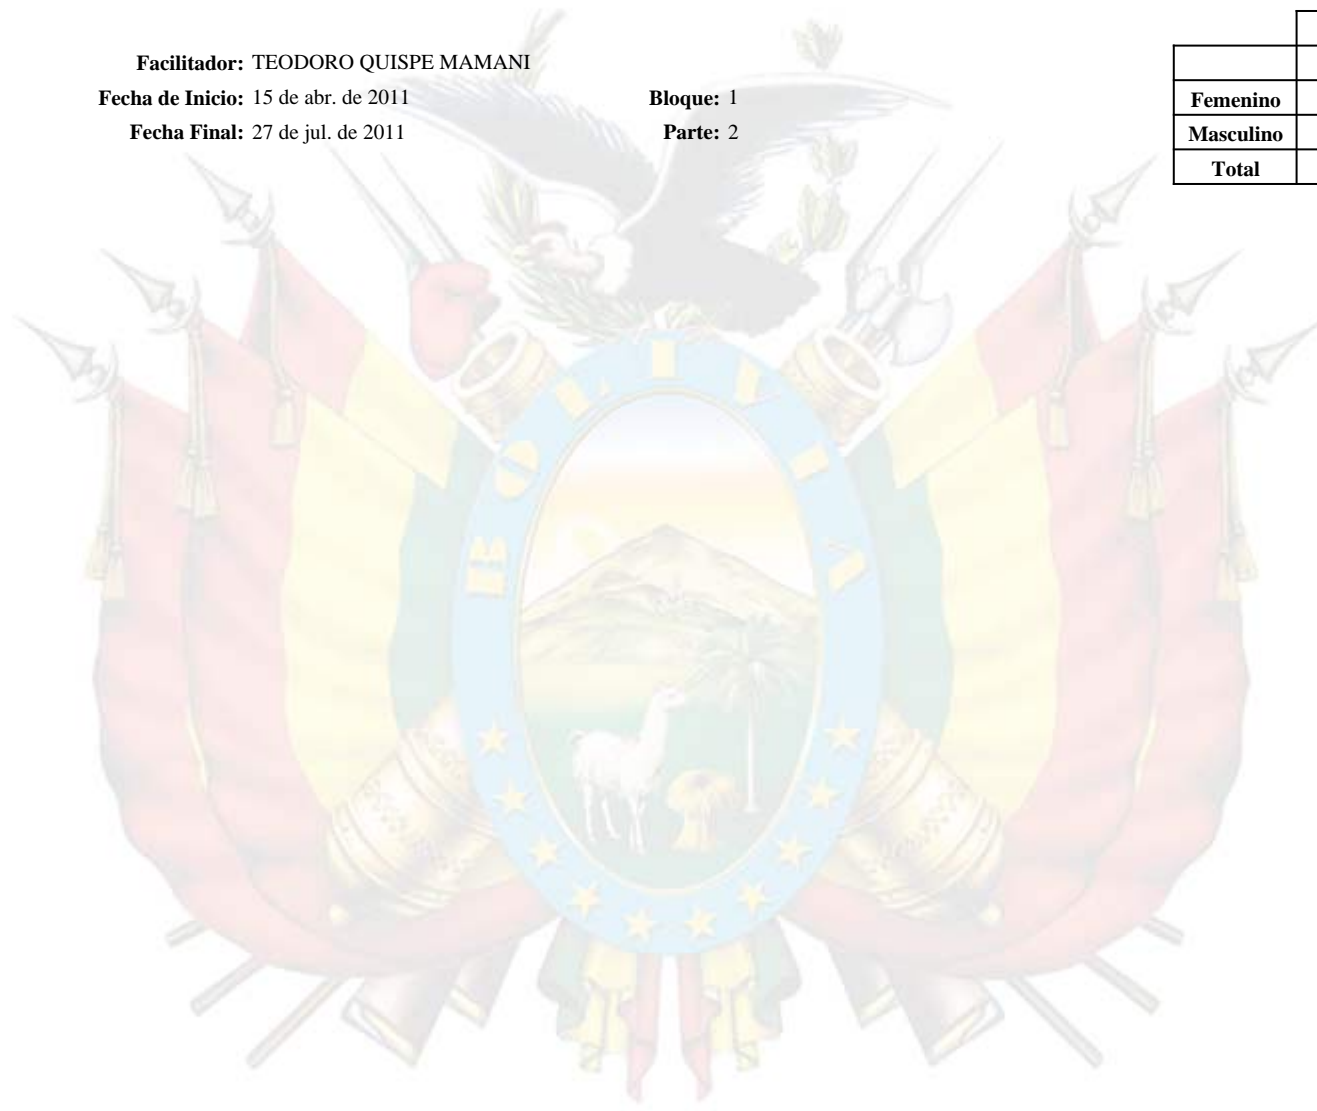 Facilitador: TEODORO QUISPE MAMANI
Fecha de Inicio: 15 de abr. de 2011 Bloque: 1
Fecha Final: 27 de jul. de 2011 Parte: 2
Femenino
Masculino
Total
BOLIVIA